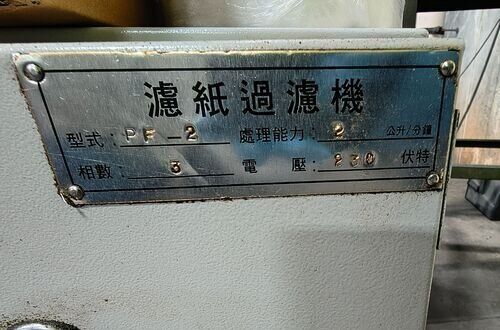 濾紙過濾機
型式：PF-2 處理能力：2 公升/分鐘
相數：3 電壓：230 伏特